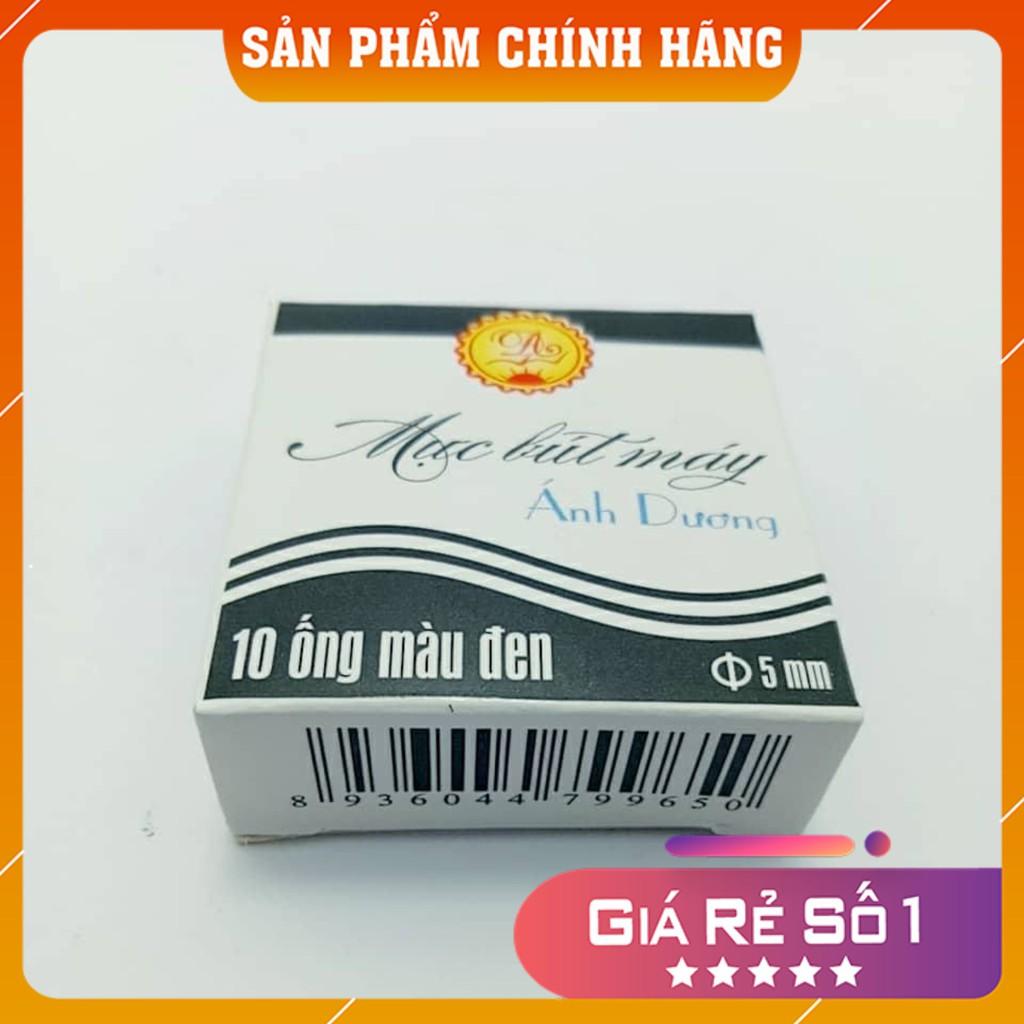 SẢN PHẨM CHÍNH HÃNG
Mực bút máy
Ánh Dương
10 ống màu đen
Φ 5 mm
8 936044 799650
GIÁ RẺ SỐ 1